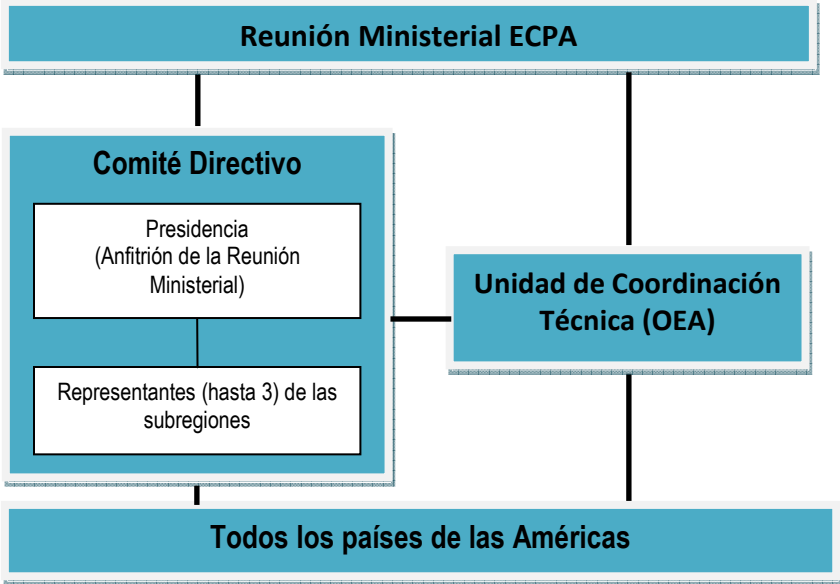 Reunión Ministerial ECPA
Comité Directivo
Presidencia
(Anfitrión de la Reunión
Ministerial)
Representantes (hasta 3) de las
subregiones
Unidad de Coordinación
Técnica (OEA)
Todos los países de las Américas